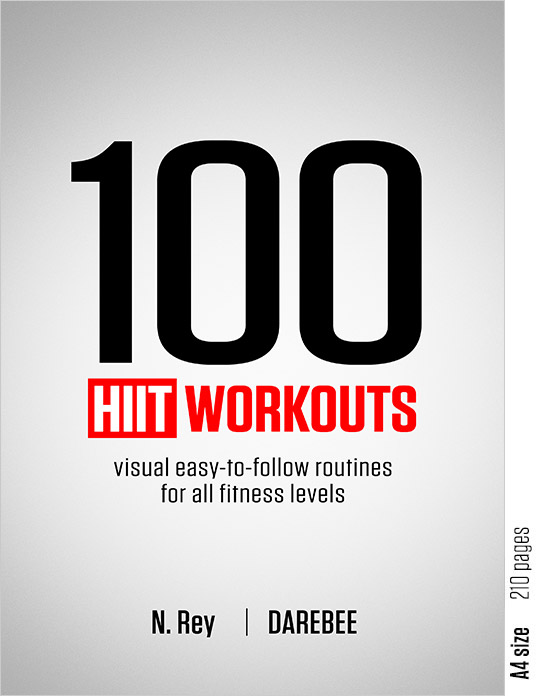 100
HIIT WORKOUTS
visual easy-to-follow routines
for all fitness levels
N. Rey | DAREBEE
A4 size 210 pages